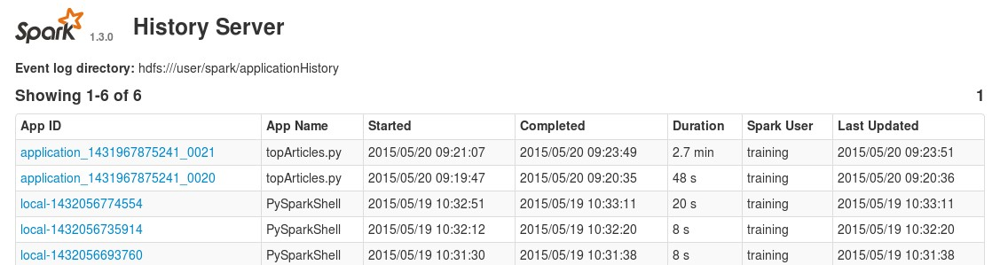 Spark 1.3.0 History Server
Event log directory: hdfs:///user/spark/applicationHistory
Showing 1-6 of 6 1
App ID App Name Started Completed Duration Spark User Last Updated
application_1431967875241_0021 topArticles.py 2015/05/20 09:21:07 2015/05/20 09:23:49 2.7 min training 2015/05/20 09:23:51
application_1431967875241_0020 topArticles.py 2015/05/20 09:19:47 2015/05/20 09:20:35 48 s training 2015/05/20 09:20:36
local-1432056774554 PySparkShell 2015/05/19 10:32:51 2015/05/19 10:33:11 20 s training 2015/05/19 10:33:11
local-1432056735914 PySparkShell 2015/05/19 10:32:12 2015/05/19 10:32:20 8 s training 2015/05/19 10:32:20
local-1432056693760 PySparkShell 2015/05/19 10:31:30 2015/05/19 10:31:38 8 s training 2015/05/19 10:31:38